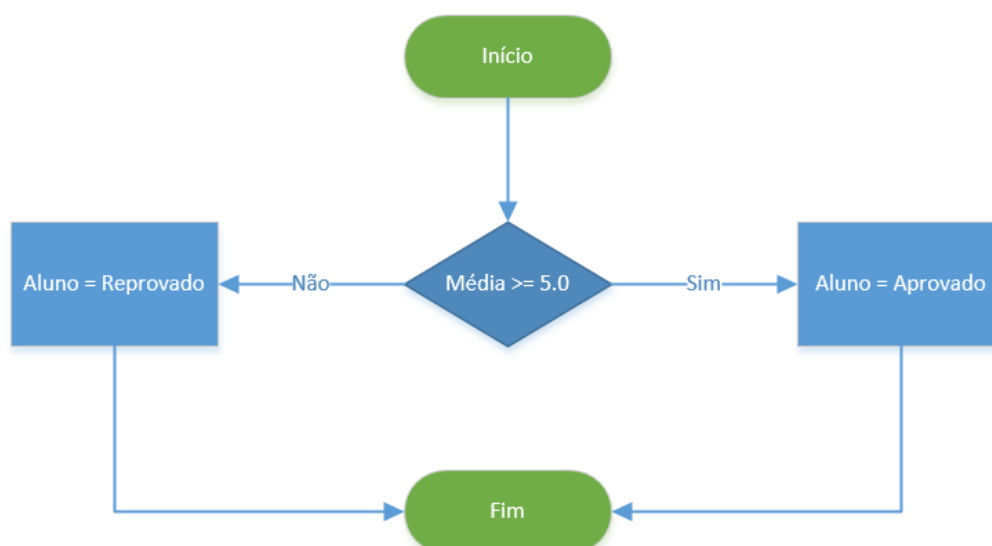 Início
Aluno = Reprovado
Não
Média >= 5.0
Sim
Aluno = Aprovado
Fim